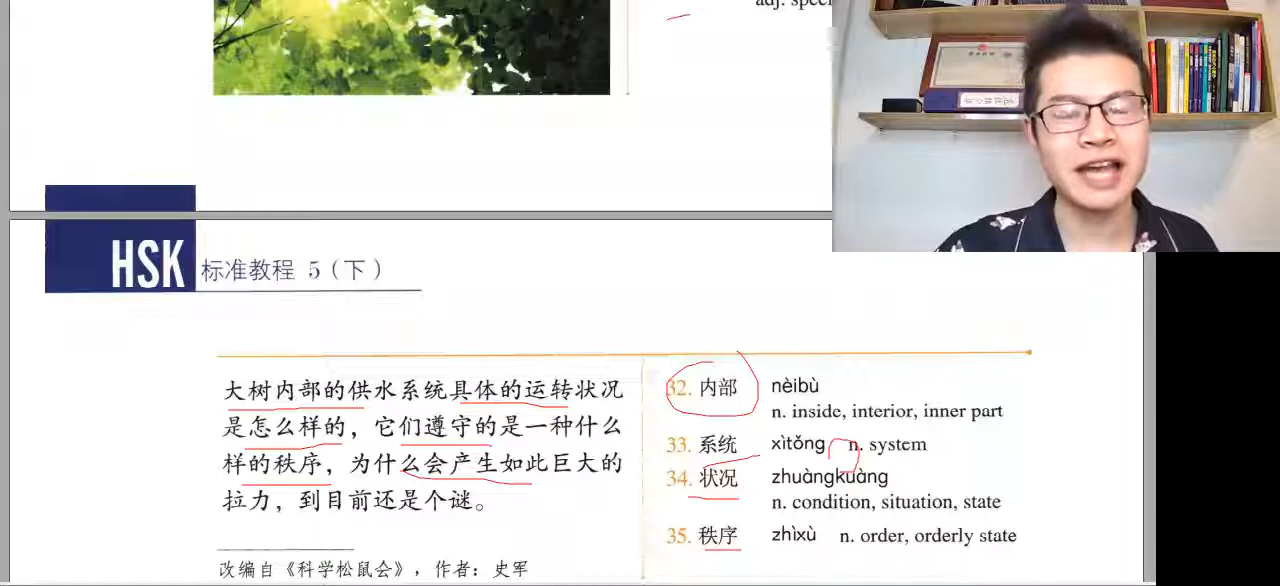 adj.
HSK 标准教程 5（下）
大树内部的供水系统具体的运转状况
是怎么样的，它们遵守的是一种什么
样的秩序，为什么会产生如此巨大的
拉力，到目前还是个谜。
改编自《科学松鼠会》，作者：史军
32. 内部 nèibù
n. inside, interior, inner part
33. 系统 xìtǒng n. system
34. 状况 zhuàngkuàng
n. condition, situation, state
35. 秩序 zhìxù n. order, orderly state